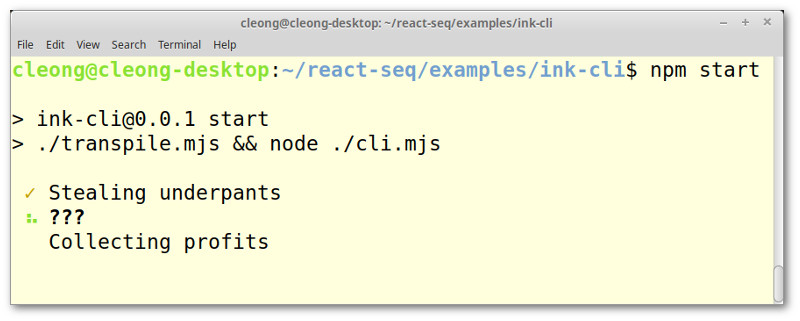 cleong@cleong-desktop: ~/react-seq/examples/ink-cli
File Edit View Search Terminal Help
cleong@cleong-desktop:~/react-seq/examples/ink-cli$ npm start
> ink-cli@0.0.1 start
> ./transpile.mjs && node ./cli.mjs
✓ Stealing underpants
???
Collecting profits